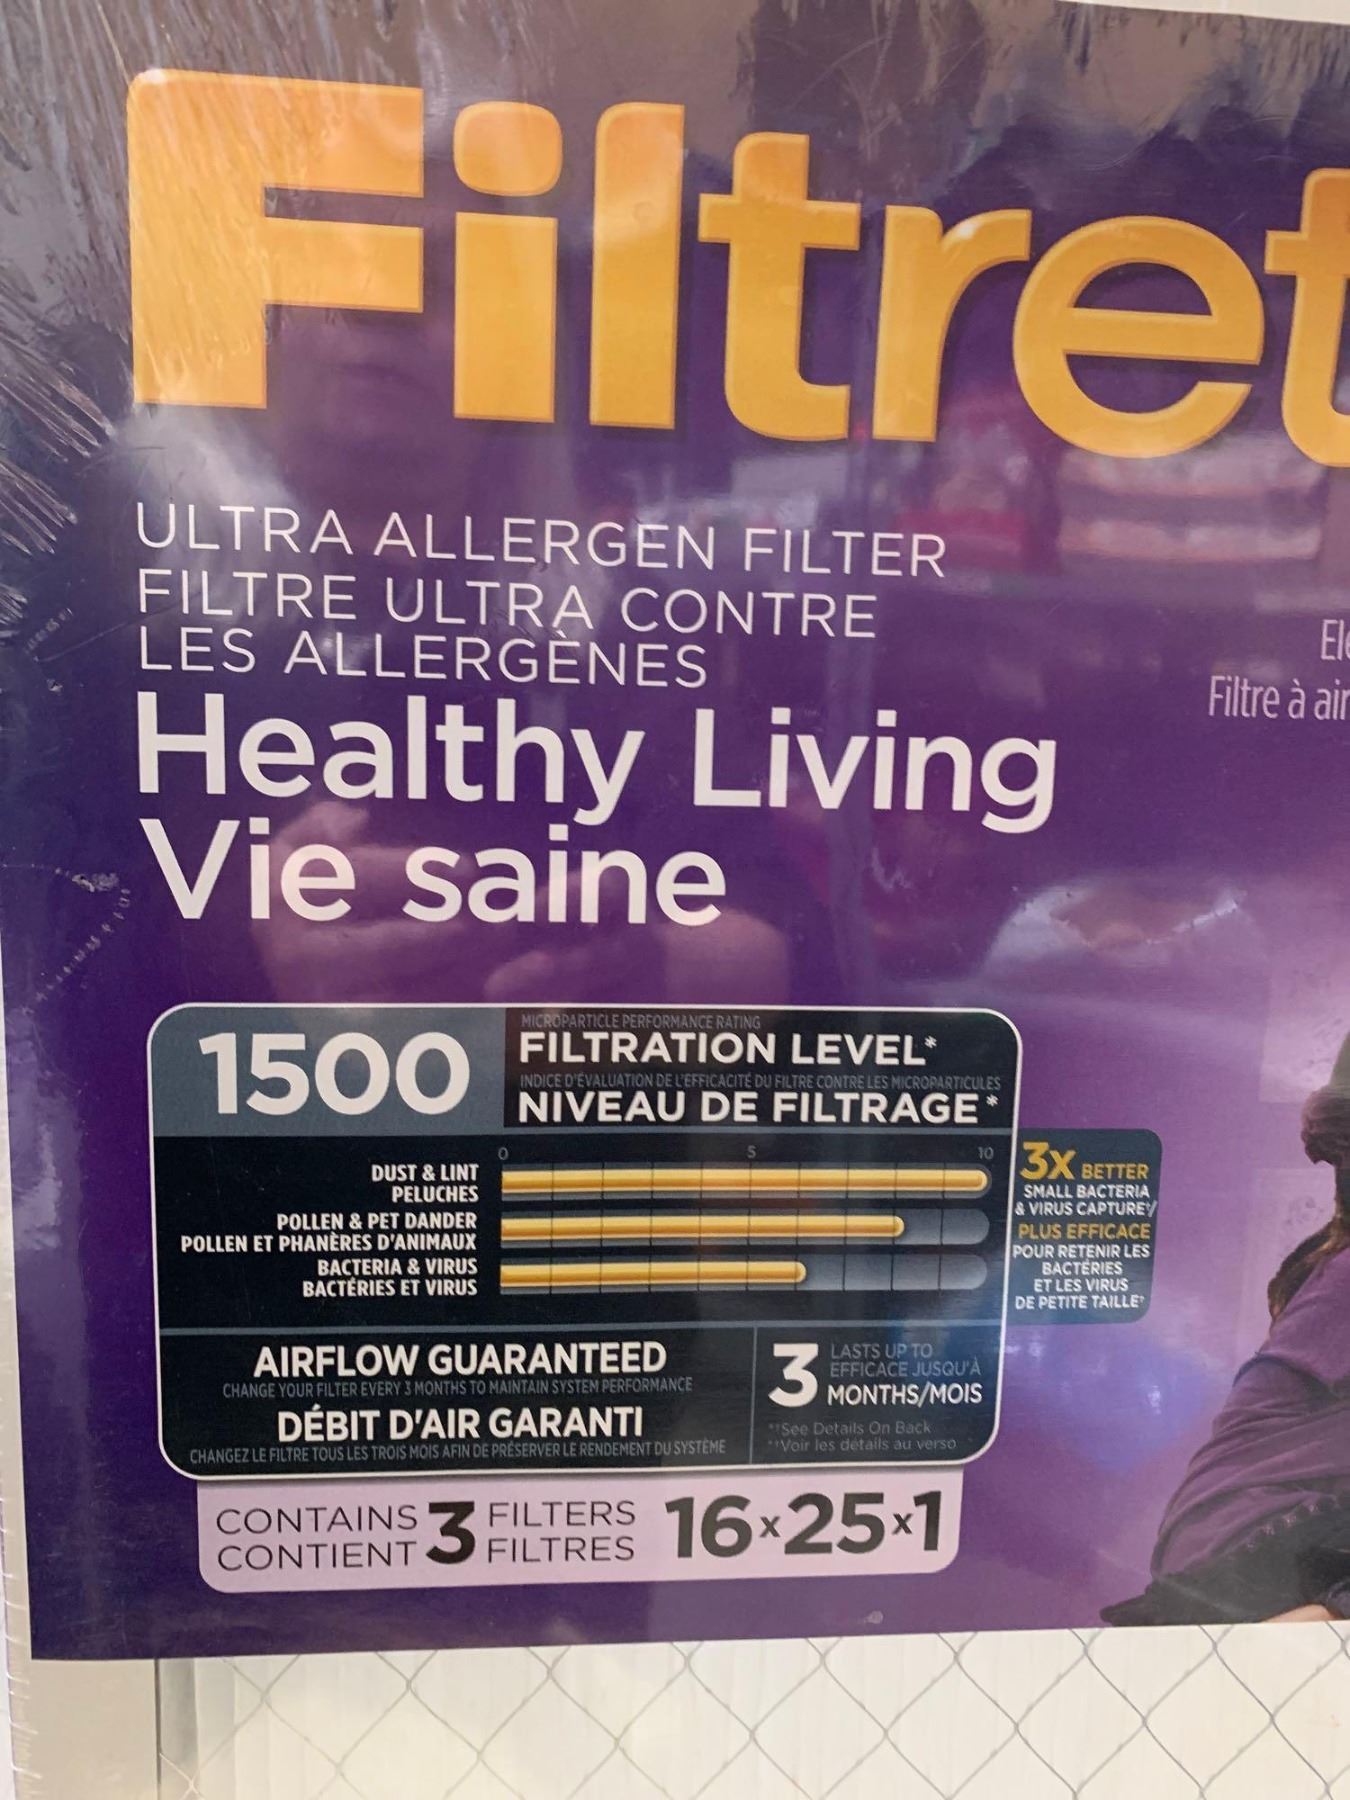 Filtret
ULTRA ALLERGEN FILTER
FILTRE ULTRA CONTRE
LES ALLERGÈNES
Healthy Living
Vie saine
Ele
Filtre à air
1500
MICROPARTICLE PERFORMANCE RATING
FILTRATION LEVEL*
INDICE D'ÉVALUATION DE L'EFFICACITÉ DU FILTRE CONTRE LES MICROPARTICULES
NIVEAU DE FILTRAGE*
0 5 10
DUST & LINT
PELUCHES
POLLEN & PET DANDER
POLLEN ET PHANÈRES D'ANIMAUX
BACTERIA & VIRUS
BACTÉRIES ET VIRUS
3X BETTER
SMALL BACTERIA
& VIRUS CAPTURE†/
PLUS EFFICACE
POUR RETENIR LES
BACTÉRIES
ET LES VIRUS
DE PETITE TAILLE†
AIRFLOW GUARANTEED
CHANGE YOUR FILTER EVERY 3 MONTHS TO MAINTAIN SYSTEM PERFORMANCE
DÉBIT D'AIR GARANTI
CHANGEZ LE FILTRE TOUS LES TROIS MOIS AFIN DE PRÉSERVER LE RENDEMENT DU SYSTÈME
3 LASTS UP TO
EFFICACE JUSQU'À
MONTHS/MOIS
**See Details On Back
**Voir les détails au verso
CONTAINS 3 FILTERS 16x25x1
CONTIENT FILTRES